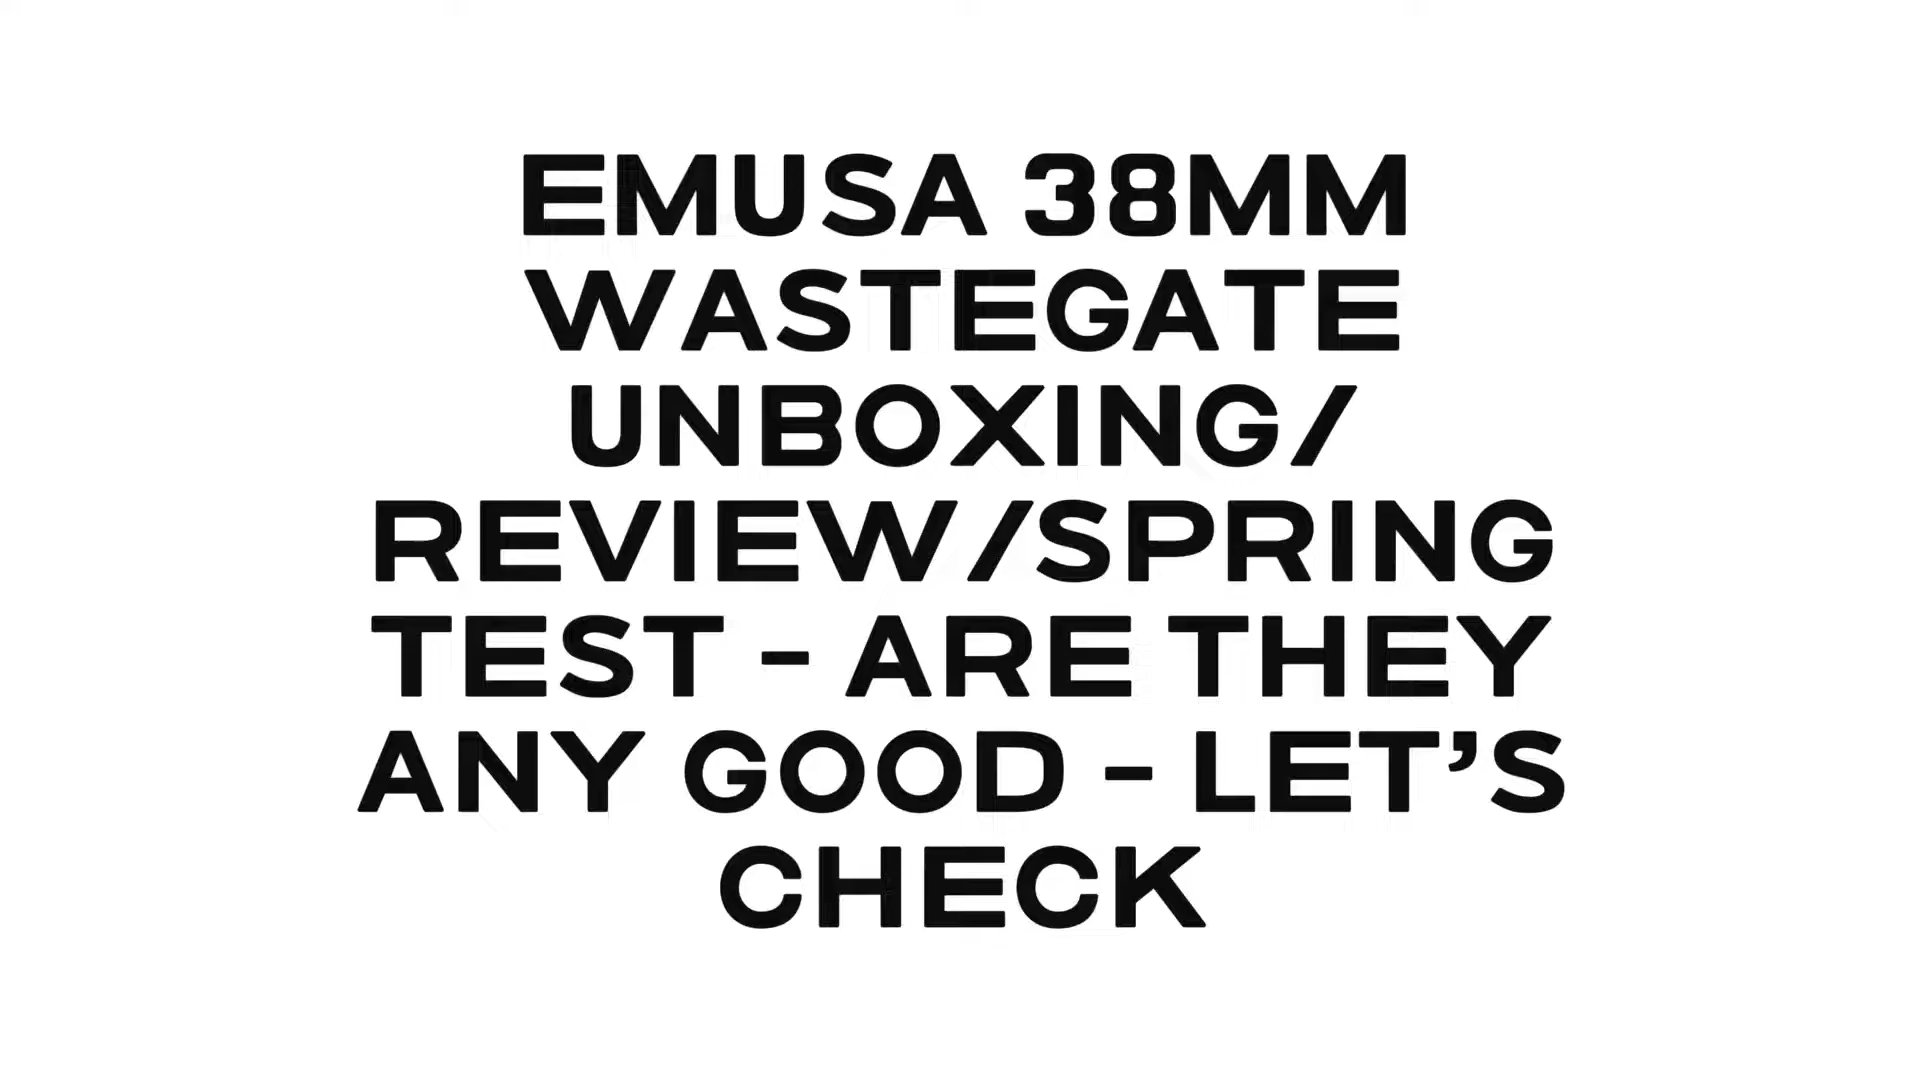 EMUSA 38MM
WASTEGATE
UNBOXING/
REVIEW/SPRING
TEST - ARE THEY
ANY GOOD - LET'S
CHECK